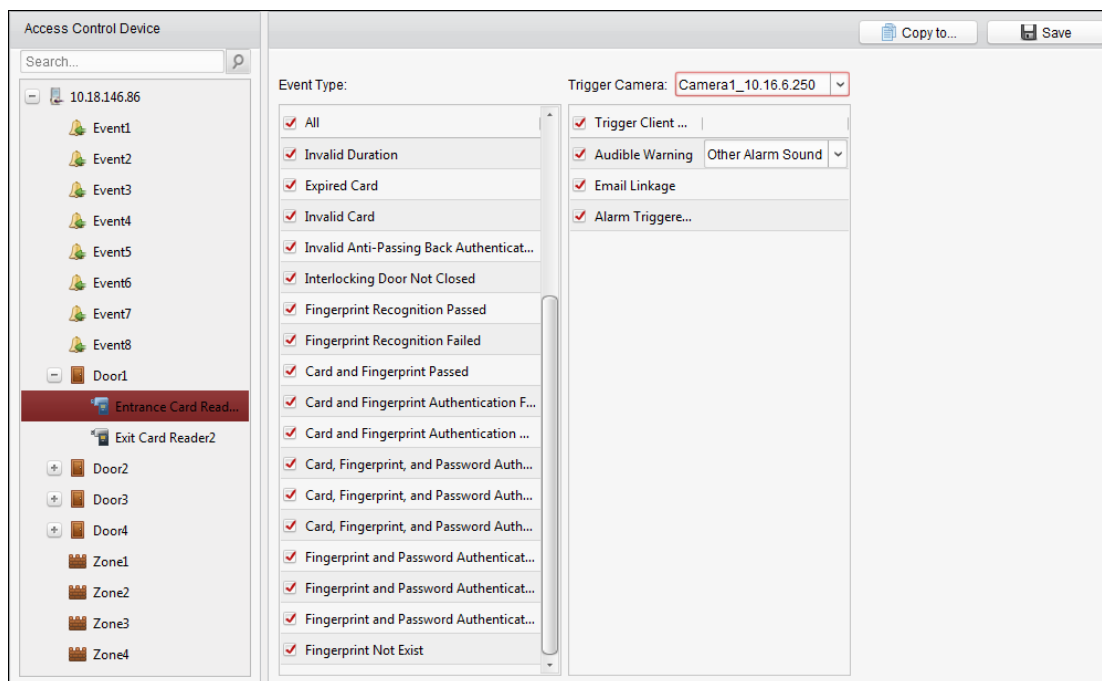 Access Control Device
Copy to...
Save
Search...
10.18.146.86
Event1
Event2
Event3
Event4
Event5
Event6
Event7
Event8
Door1
Entrance Card Read...
Exit Card Reader2
Door2
Door3
Door4
Zone1
Zone2
Zone3
Zone4
Event Type:
All
Invalid Duration
Expired Card
Invalid Card
Invalid Anti-Passing Back Authenticat...
Interlocking Door Not Closed
Fingerprint Recognition Passed
Fingerprint Recognition Failed
Card and Fingerprint Passed
Card and Fingerprint Authentication F...
Card and Fingerprint Authentication ...
Card, Fingerprint, and Password Auth...
Card, Fingerprint, and Password Auth...
Card, Fingerprint, and Password Auth...
Fingerprint and Password Authenticat...
Fingerprint and Password Authenticat...
Fingerprint and Password Authenticat...
Fingerprint Not Exist
Trigger Camera: Camera1_10.16.6.250
Trigger Client ...
Audible Warning Other Alarm Sound
Email Linkage
Alarm Triggere...